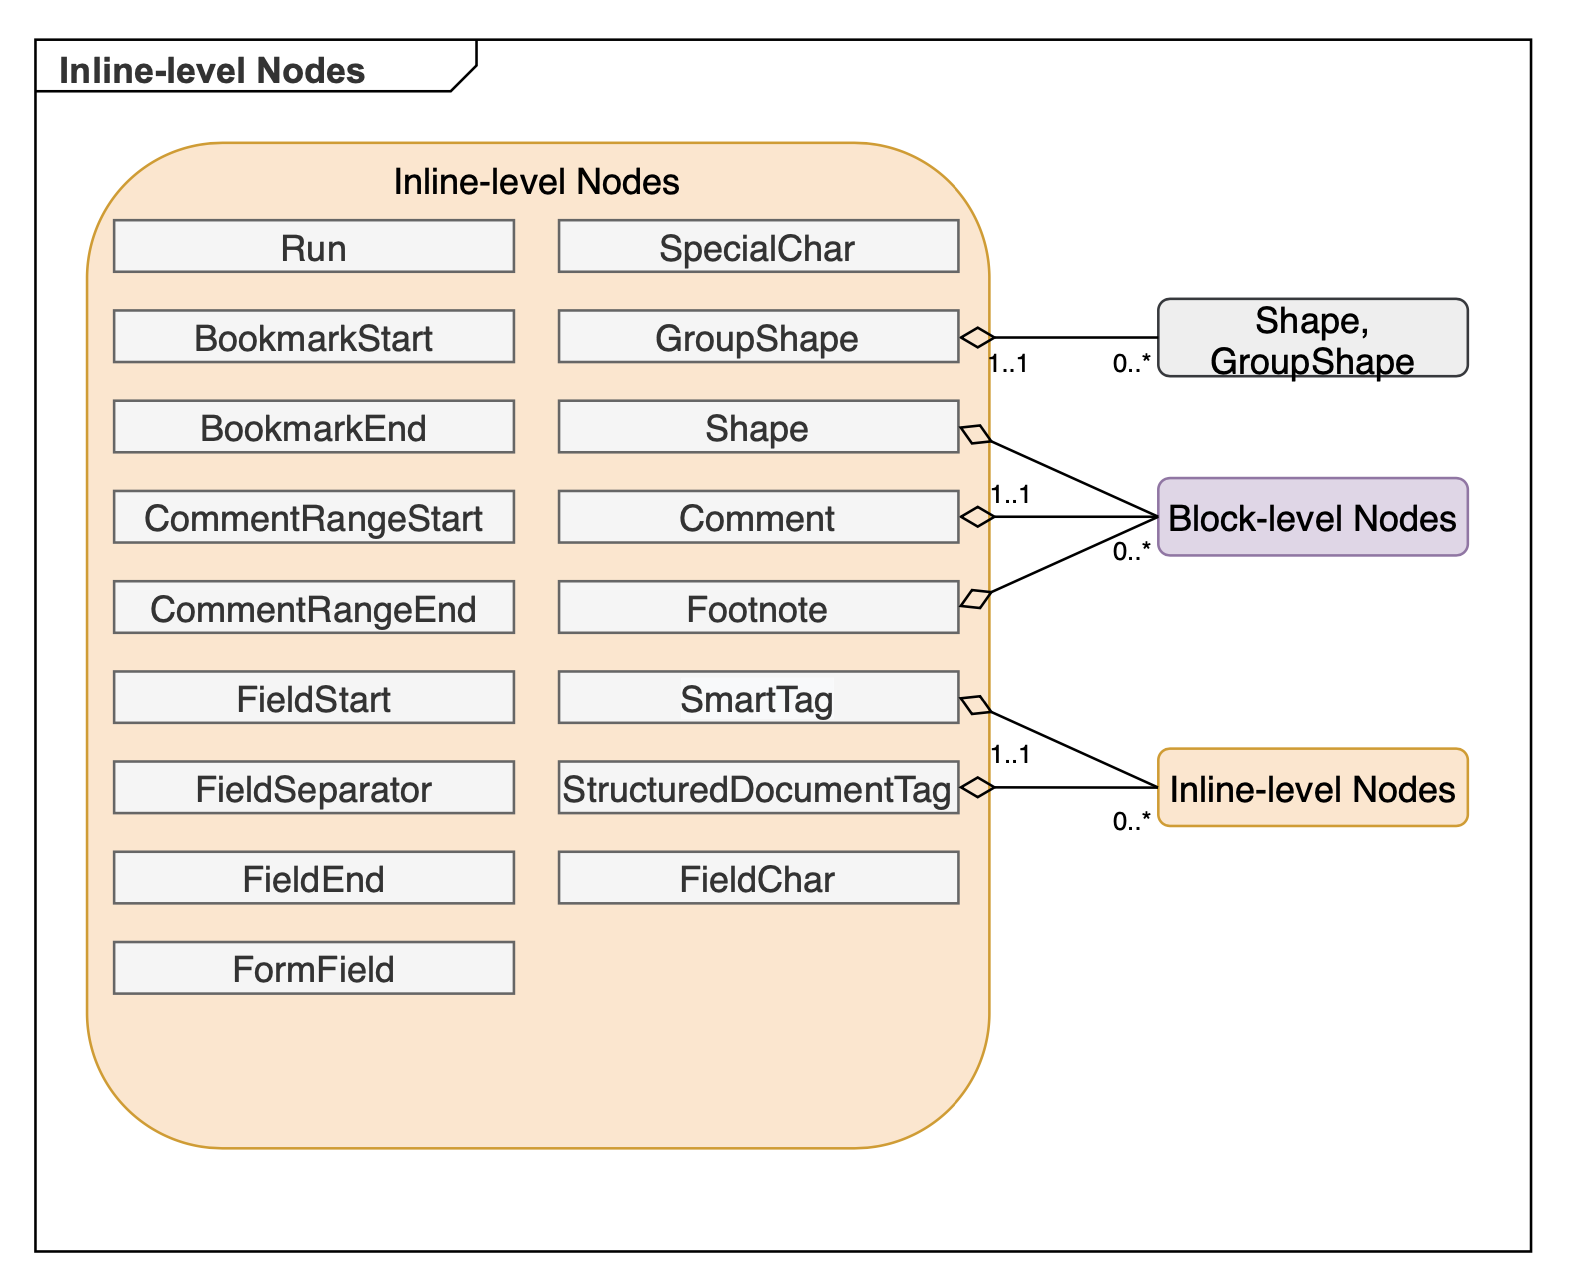 Inline-level Nodes
Inline-level Nodes
Run
SpecialChar
BookmarkStart
GroupShape
1..1
0..*
Shape,
GroupShape
BookmarkEnd
Shape
CommentRangeStart
Comment
1..1
0..*
Block-level Nodes
CommentRangeEnd
Footnote
FieldStart
SmartTag
1..1
FieldSeparator
StructuredDocumentTag
0..*
Inline-level Nodes
FieldEnd
FieldChar
FormField